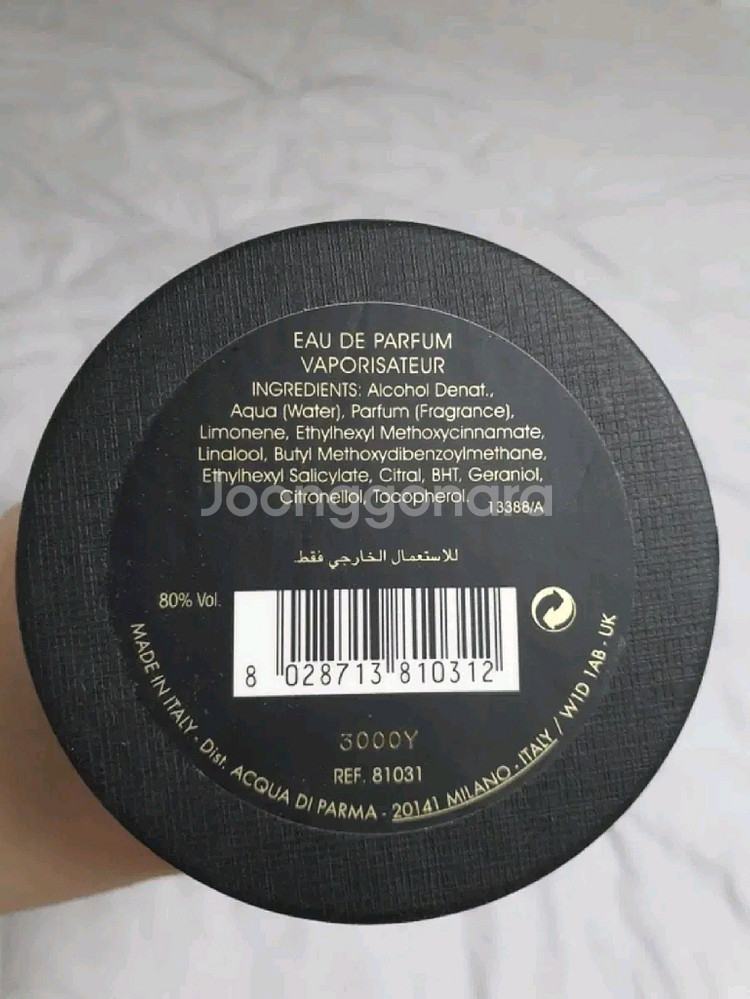 EAU DE PARFUM
VAPORISATEUR
INGREDIENTS: Alcohol Denat.,
Aqua (Water), Parfum (Fragrance),
Limonene, Ethylhexyl Methoxycinnamate,
Linalool, Butyl Methoxydibenzoylmethane,
Ethylhexyl Salicylate, Citral, BHT, Geraniol,
Citronellol, Tocopherol.
13388/A
Joonggonara
للاستعمال الخارجي فقط.
80% Vol.
8 028713 810312
3000Y
REF. 81031
MADE IN ITALY - Dist. ACQUA DI PARMA - 20141 MILANO - ITALY / W1D 1AB - UK